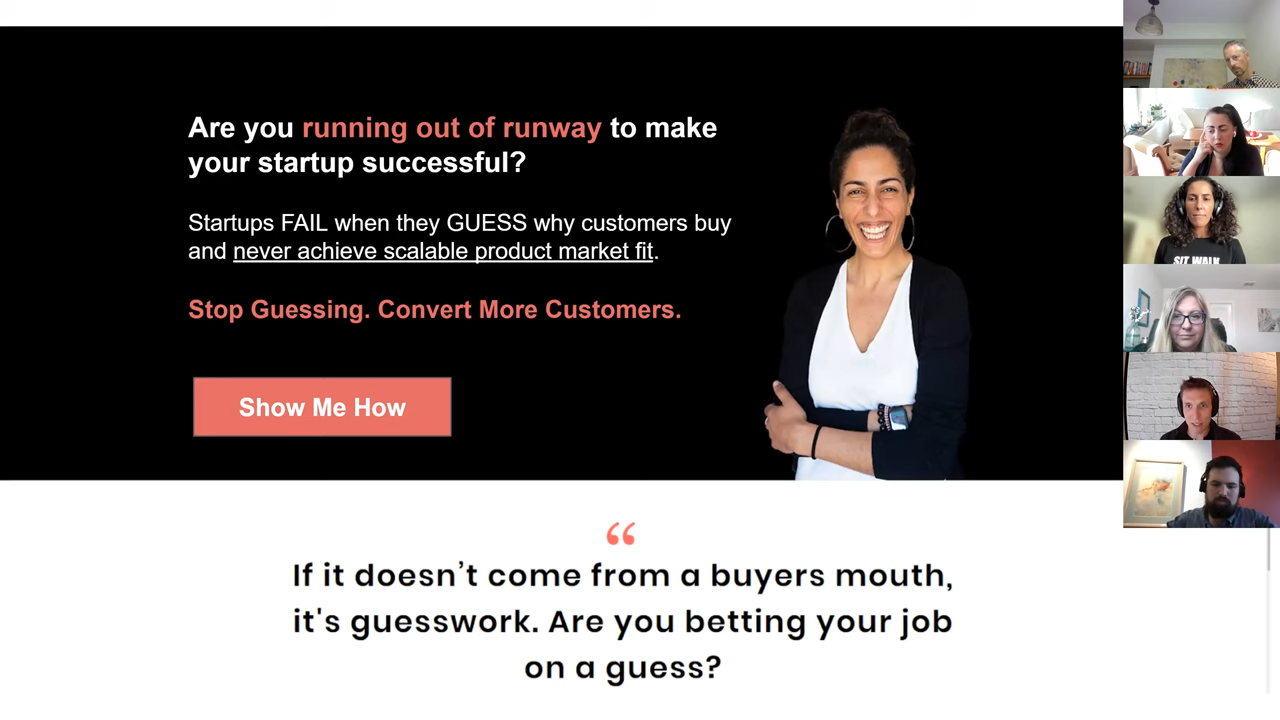 Are you running out of runway to make
your startup successful?
Startups FAIL when they GUESS why customers buy
and never achieve scalable product market fit.
Stop Guessing. Convert More Customers.
Show Me How
“
If it doesn’t come from a buyers mouth,
it's guesswork. Are you betting your job
on a guess?
SIT WALK